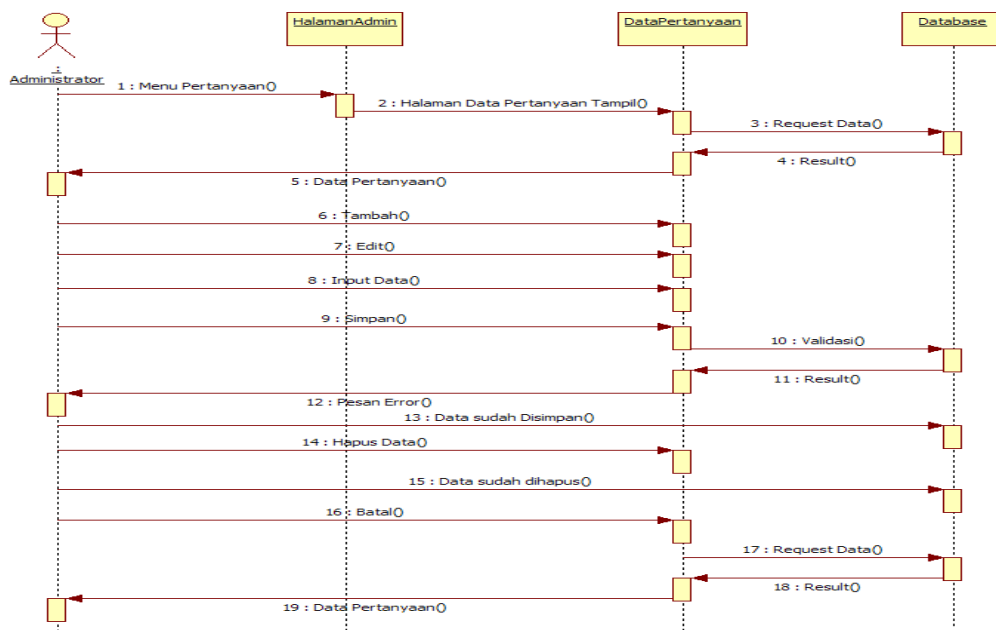 HalamanAdmin
DataPertanyaan
Database
:
Administrator
1 : Menu Pertanyaan()
2 : Halaman Data Pertanyaan Tampil()
3 : Request Data()
4 : Result()
5 : Data Pertanyaan()
6 : Tambah()
7 : Edit()
8 : Input Data()
9 : Simpan()
10 : Validasi()
11 : Result()
12 : Pesan Error()
13 : Data sudah Disimpan()
14 : Hapus Data()
15 : Data sudah dihapus()
16 : Batal()
17 : Request Data()
18 : Result()
19 : Data Pertanyaan()